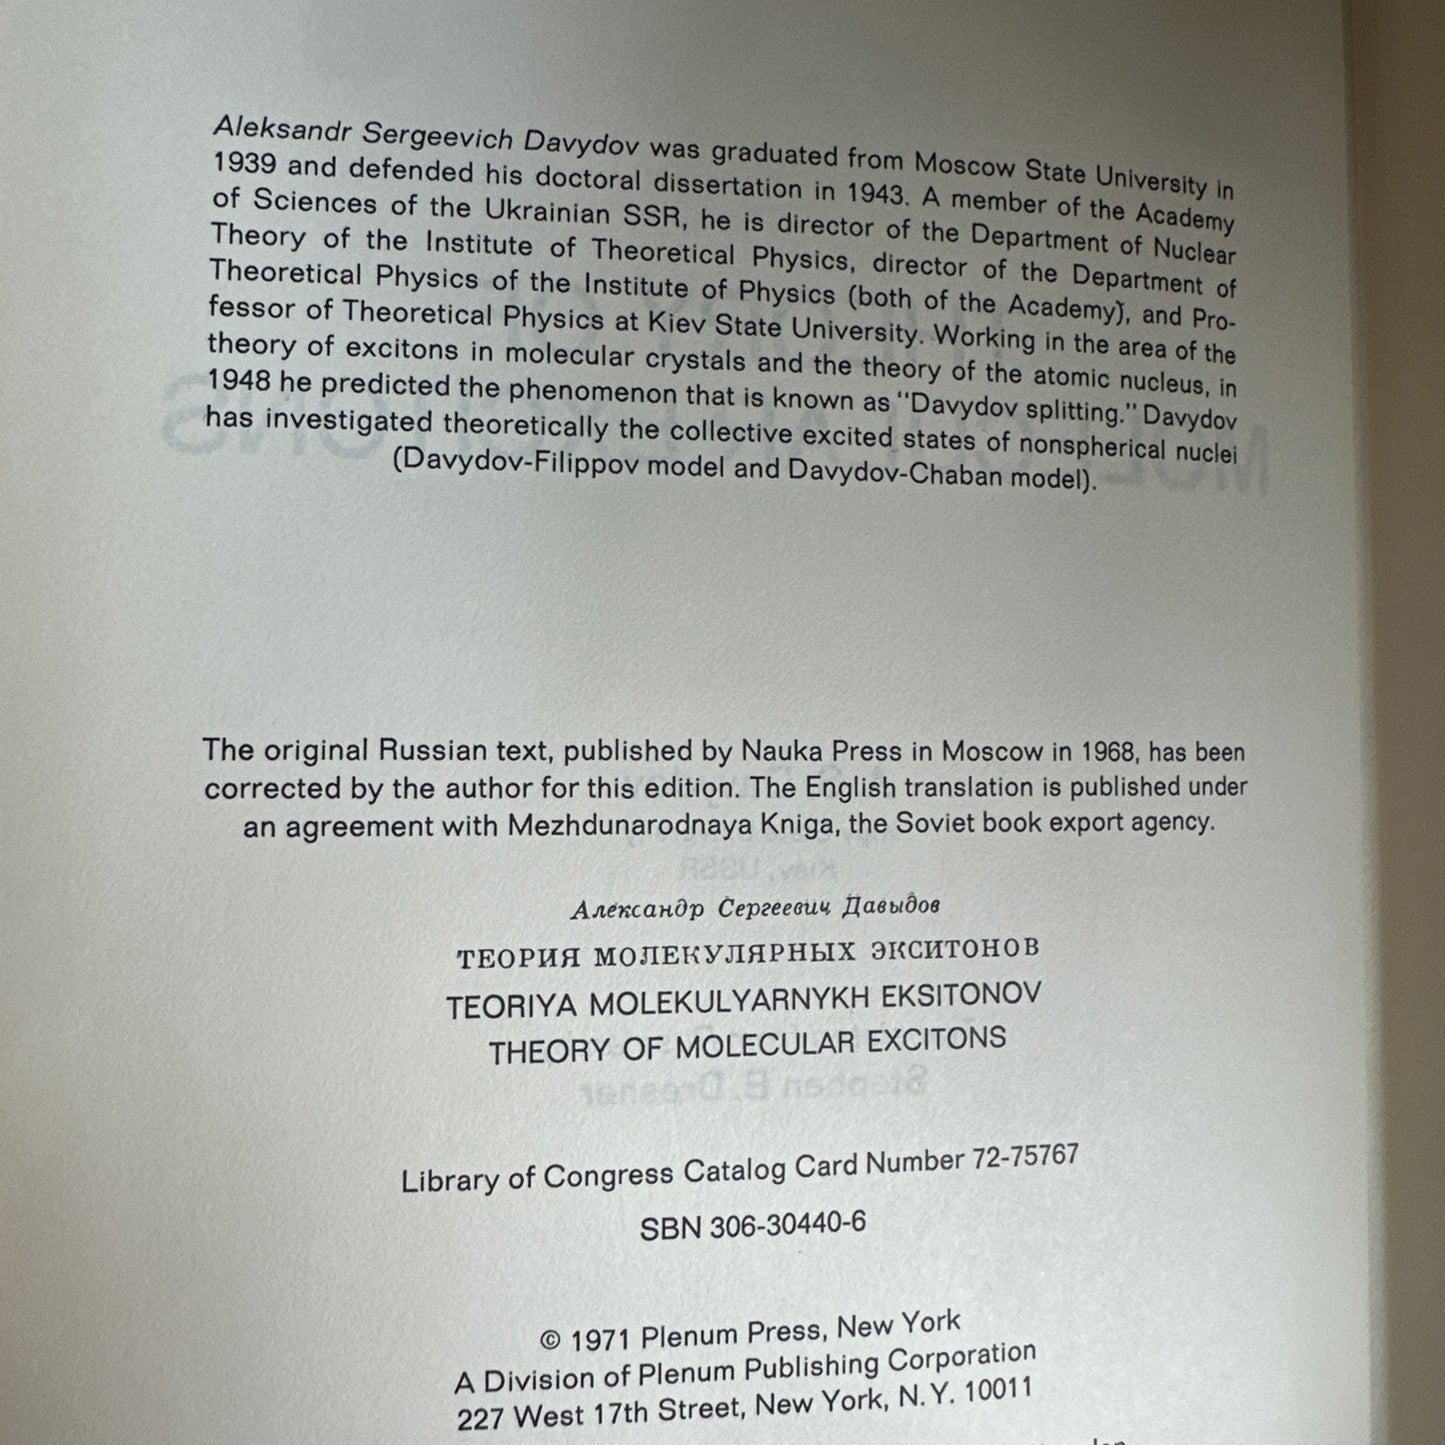 Aleksandr Sergeevich Davydov was graduated from Moscow State University in
1939 and defended his doctoral dissertation in 1943. A member of the Academy
of Sciences of the Ukrainian SSR, he is director of the Department of Nuclear
Theory of the Institute of Theoretical Physics, director of the Department of
Theoretical Physics of the Institute of Physics (both of the Academy), and Pro-
fessor of Theoretical Physics at Kiev State University. Working in the area of the
theory of excitons in molecular crystals and the theory of the atomic nucleus, in
1948 he predicted the phenomenon that is known as "Davydov splitting." Davydov
has investigated theoretically the collective excited states of nonspherical nuclei
(Davydov-Filippov model and Davydov-Chaban model).
The original Russian text, published by Nauka Press in Moscow in 1968, has been
corrected by the author for this edition. The English translation is published under
an agreement with Mezhdunarodnaya Kniga, the Soviet book export agency.
Александр Сергеевич Давыдов
ТЕОРИЯ МОЛЕКУЛЯРНЫХ ЭКСИТОНОВ
TEORIYA MOLEKULYARNYKH EKSITONOV
THEORY OF MOLECULAR EXCITONS
Library of Congress Catalog Card Number 72-75767
SBN 306-30440-6
© 1971 Plenum Press, New York
A Division of Plenum Publishing Corporation
227 West 17th Street, New York, N.Y. 10011